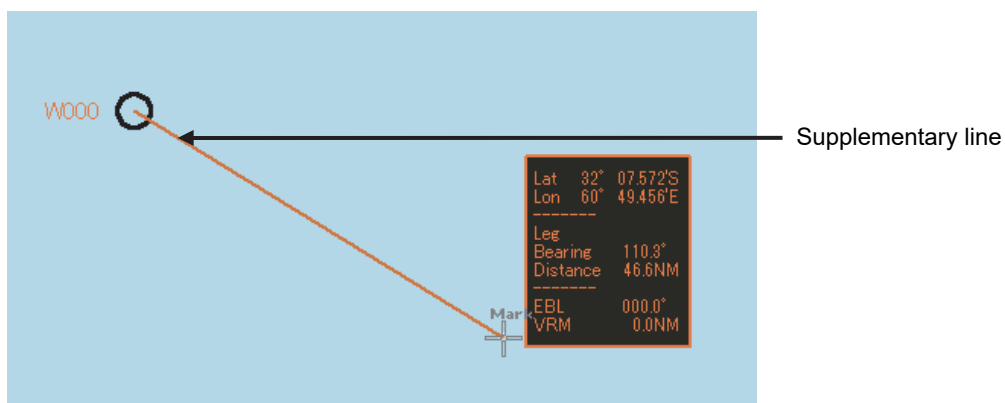 W000
Supplementary line
Lat 32° 07.572'S
Lon 60° 49.456'E
-------
Leg
Bearing 110.3°
Distance 46.6NM
-------
EBL 000.0°
VRM 0.0NM
Mark